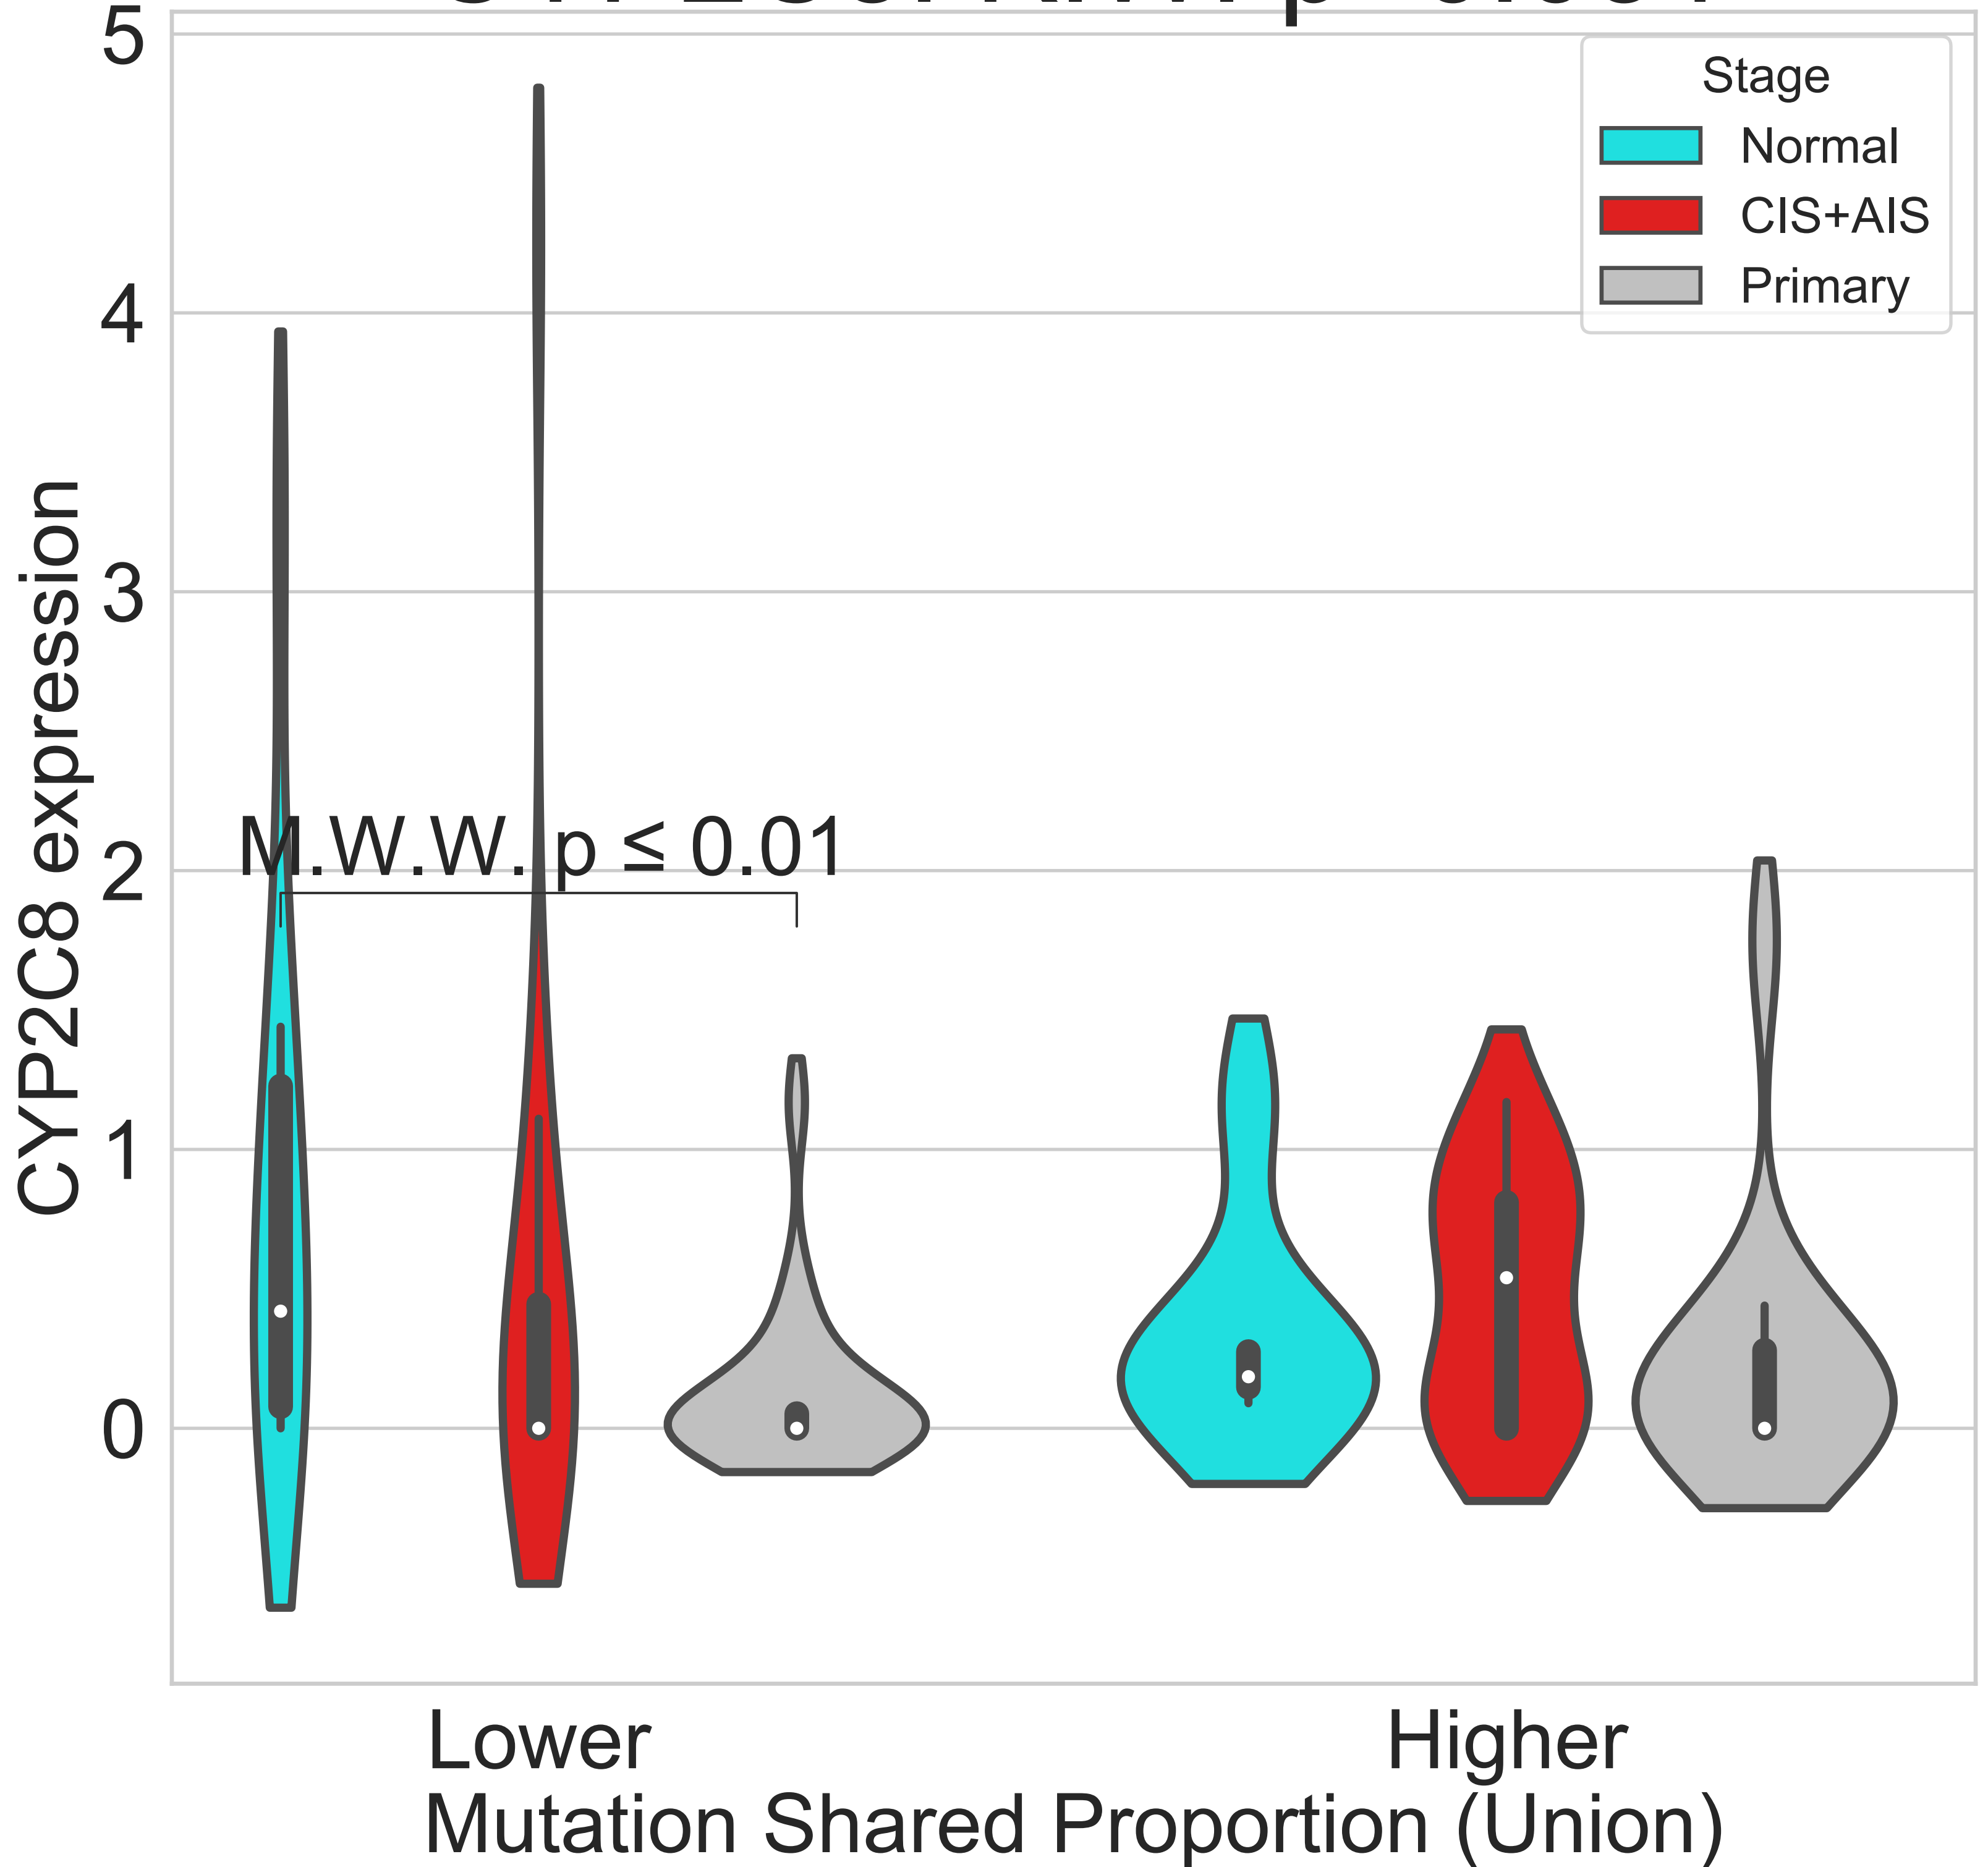 5
4
3
2
1
0
CYP2C8 expression
Stage
Normal
CIS+AIS
Primary
M.W.W. p ≤ 0.01
Lower
Higher
Mutation Shared Proportion (Union)